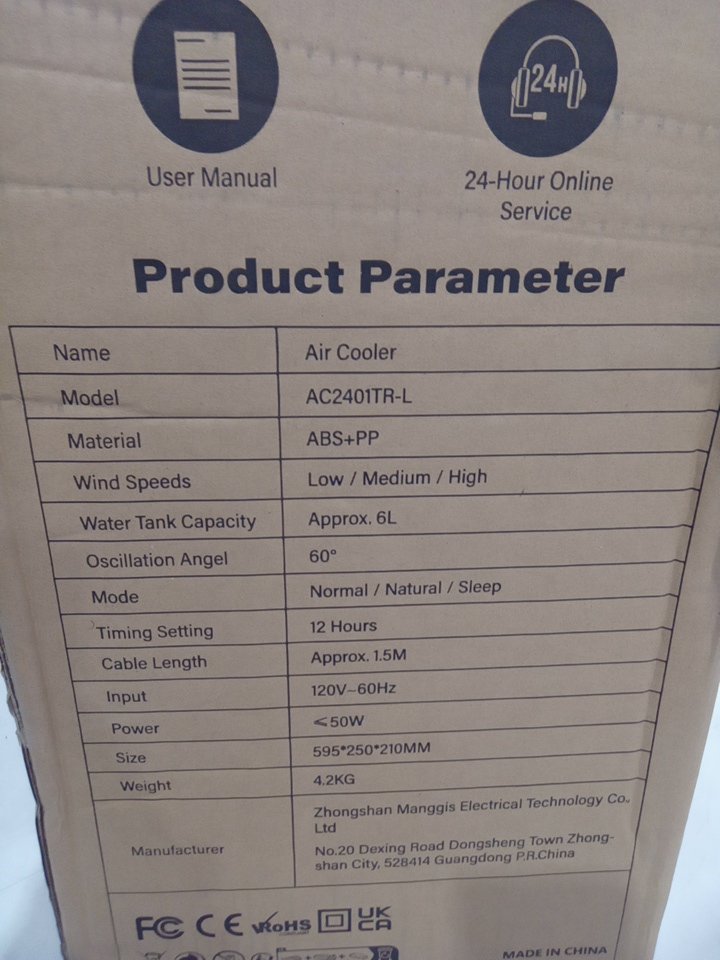 24H
User Manual
24-Hour Online
Service
Product Parameter
Name Air Cooler
Model AC2401TR-L
Material ABS+PP
Wind Speeds Low / Medium / High
Water Tank Capacity Approx. 6L
Oscillation Angel 60°
Mode Normal / Natural / Sleep
Timing Setting 12 Hours
Cable Length Approx. 1.5M
Input 120V~60Hz
Power ⩽50W
Size 595*250*210MM
Weight 4.2KG
Manufacturer
Zhongshan Manggis Electrical Technology Co.,
Ltd
No.20 Dexing Road Dongsheng Town Zhong-
shan City, 528414 Guangdong P.R.China
FC CE RoHS UK
CA
MADE IN CHINA